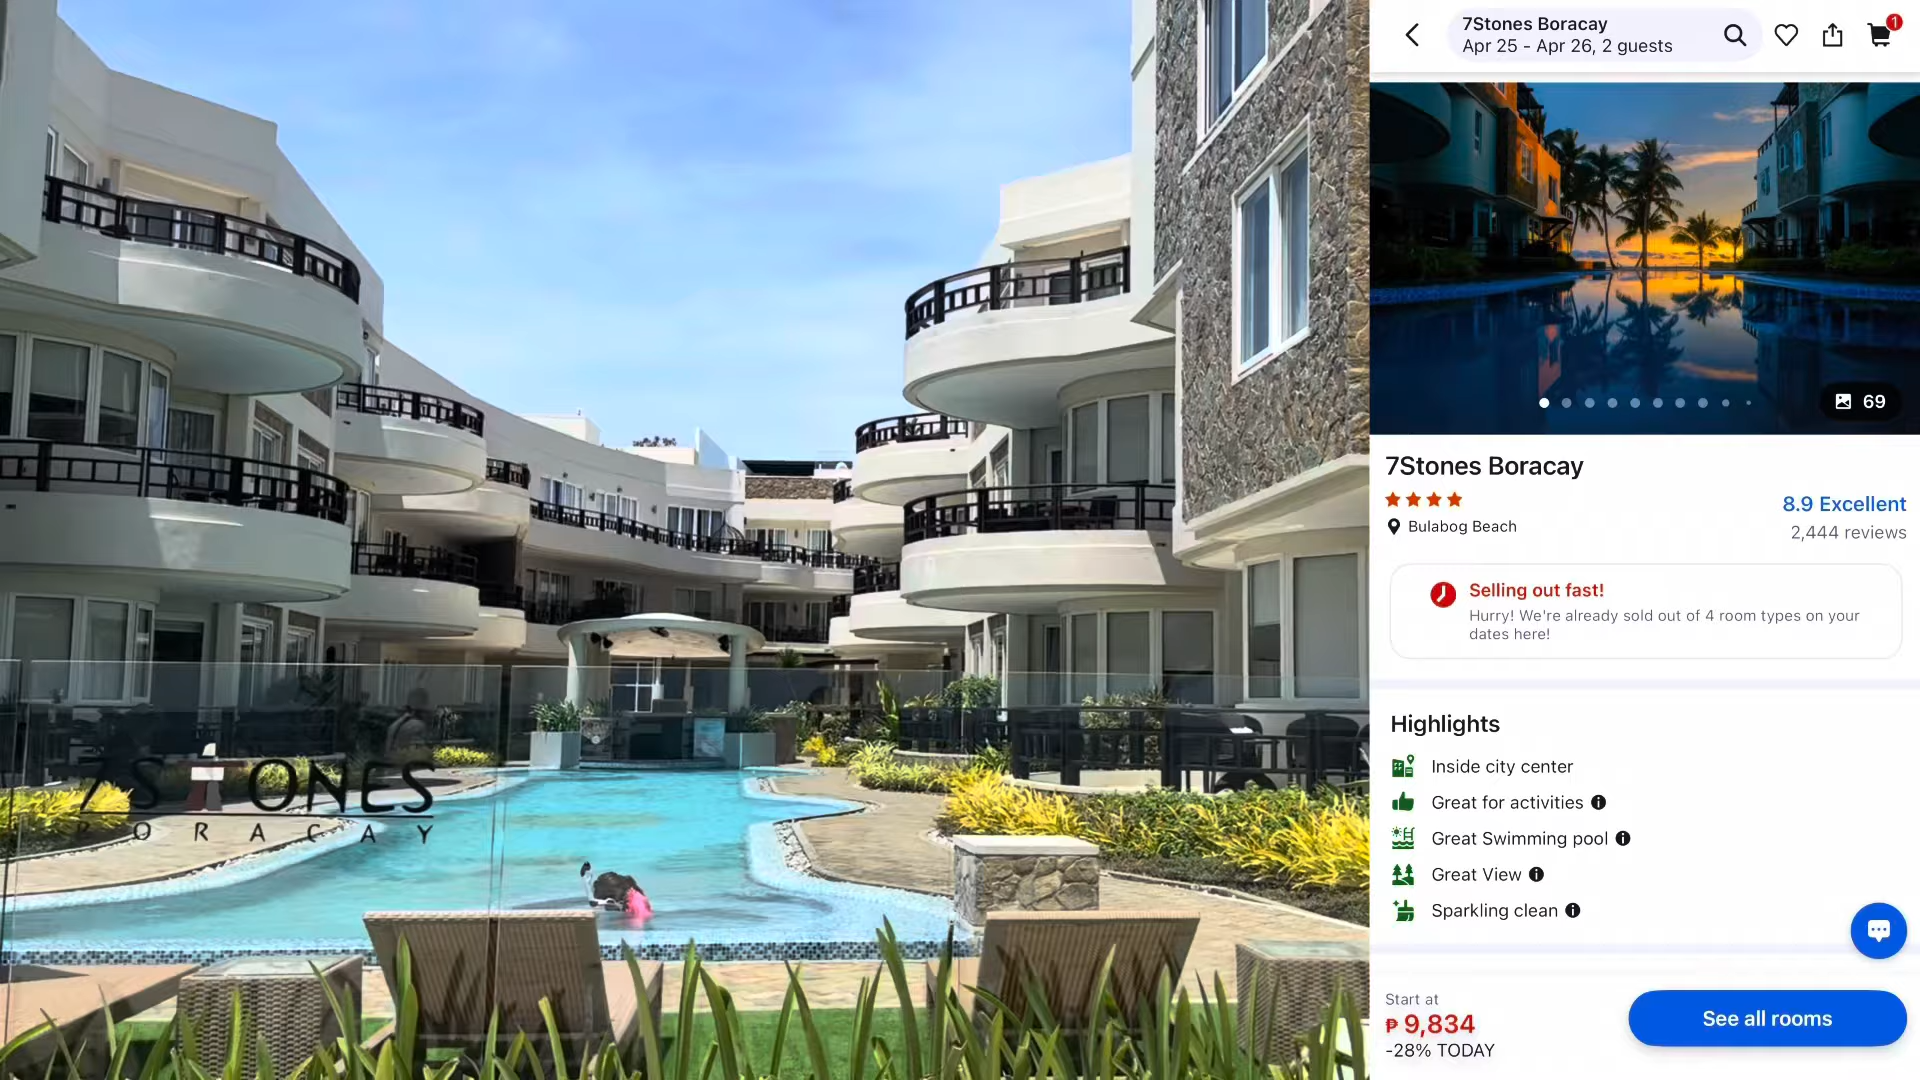 7STONES
BORACAY
7Stones Boracay
Apr 25 - Apr 26, 2 guests
1
69
7Stones Boracay
8.9 Excellent
Bulabog Beach
2,444 reviews
Selling out fast!
Hurry! We're already sold out of 4 room types on your
dates here!
Highlights
Inside city center
Great for activities
Great Swimming pool
Great View
Sparkling clean
Start at
₱ 9,834
-28% TODAY
See all rooms